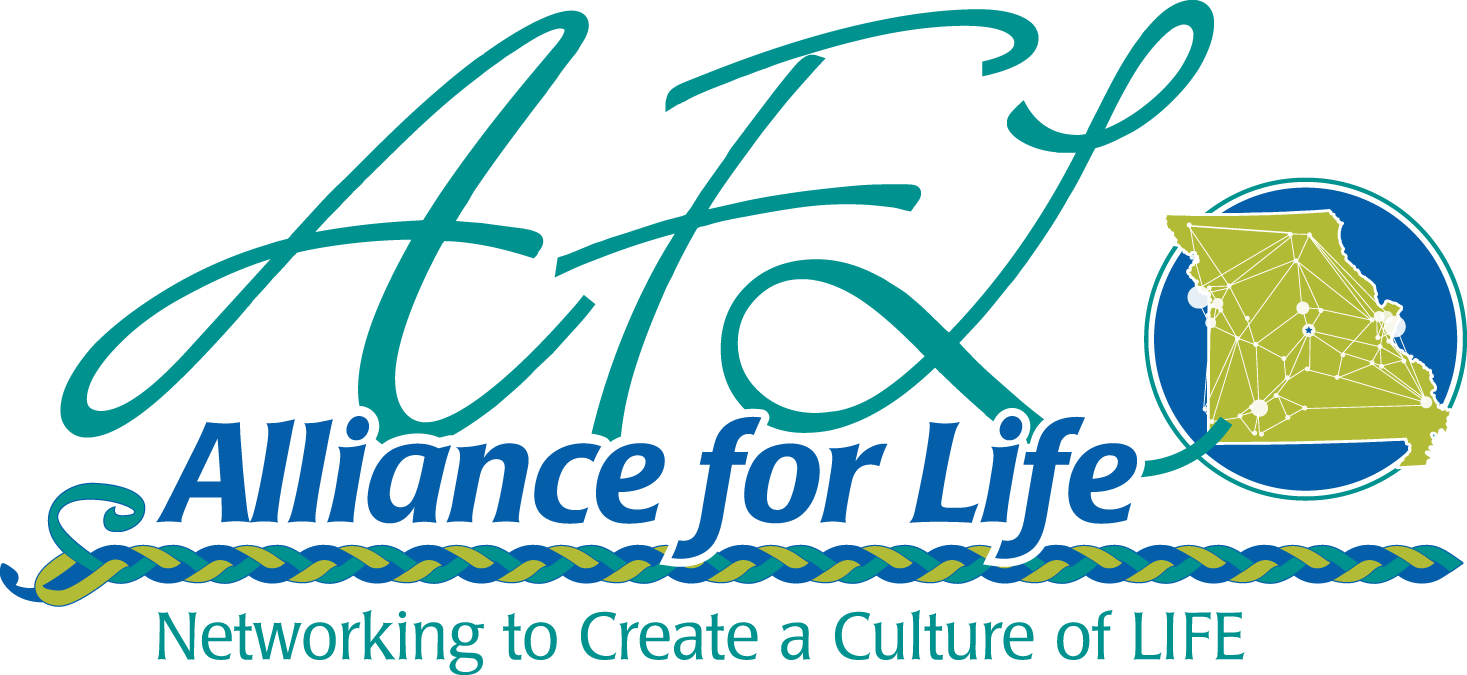 AFL
Alliance for Life
Networking to Create a Culture of LIFE